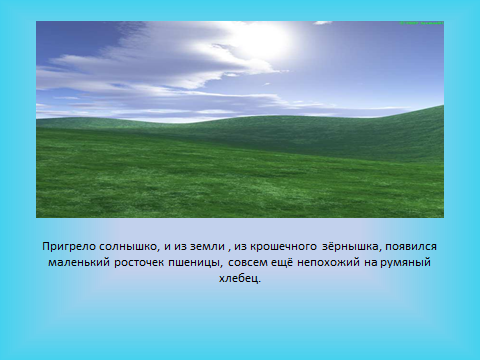 Пригрело солнышко, и из земли , из крошечного зёрнышка, появился
маленький росточек пшеницы, совсем ещё непохожий на румяный
хлебец.